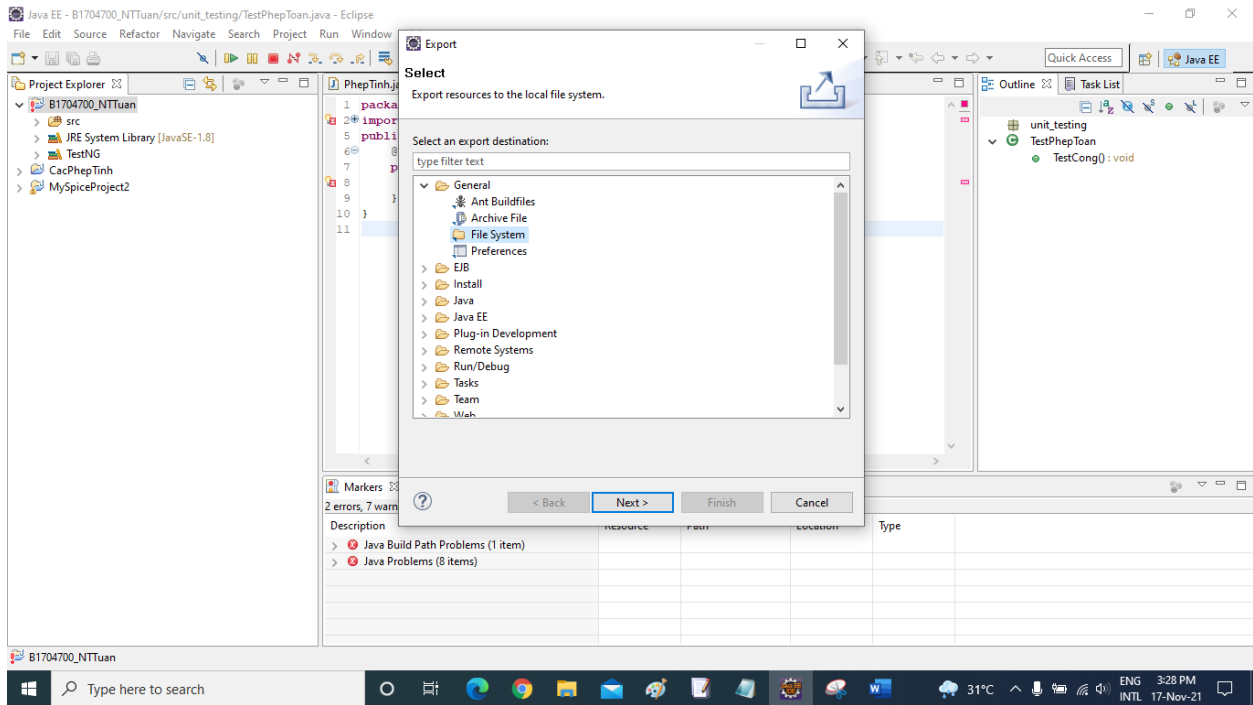 Java EE - B1704700_NTTuan/src/unit_testing/TestPhepToan.java - Eclipse
File Edit Source Refactor Navigate Search Project Run Window
Quick Access
Java EE
Project Explorer
B1704700_NTTuan
src
JRE System Library [JavaSE-1.8]
TestNG
CacPhepTinh
MySpiceProject2
PhepTinh.ja
1 packa
2 impor
5 publi
6 @
7 p
8
9 }
10 }
11
Export
Select
Export resources to the local file system.
Select an export destination:
type filter text
General
Ant Buildfiles
Archive File
File System
Preferences
EJB
Install
Java
Java EE
Plug-in Development
Remote Systems
Run/Debug
Tasks
Team
Web
? < Back Next > Finish Cancel
Outline Task List
unit_testing
TestPhepToan
TestCong() : void
Markers
2 errors, 7 warn
Description Resource Path Location Type
Java Build Path Problems (1 item)
Java Problems (8 items)
B1704700_NTTuan
Type here to search
31°C
ENG
INTL
3:28 PM
17-Nov-21